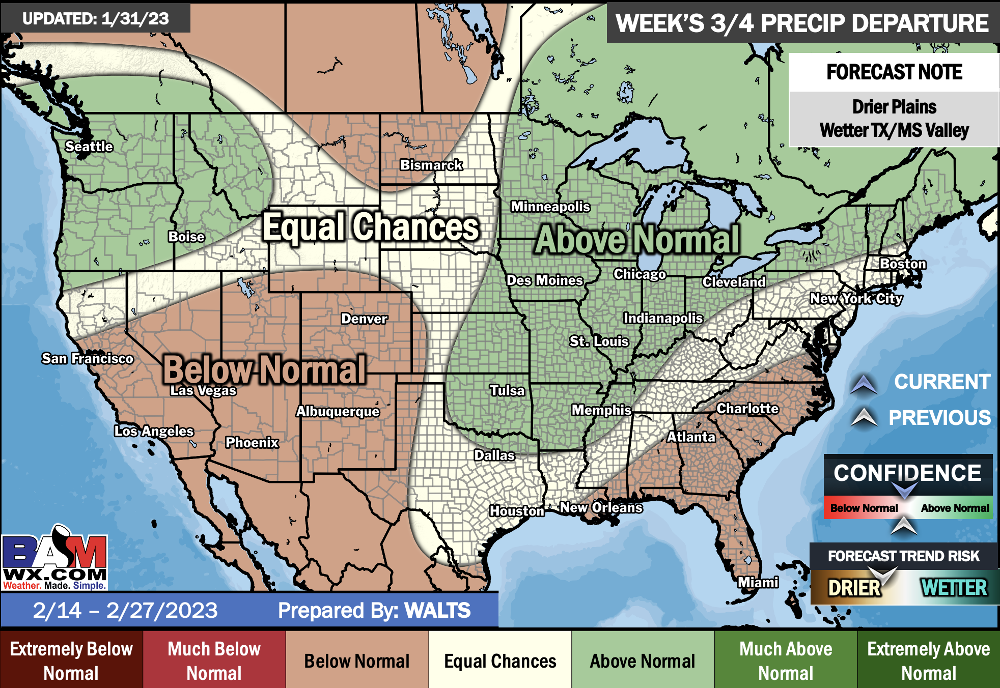 UPDATED: 1/31/23
WEEK'S 3/4 PRECIP DEPARTURE
FORECAST NOTE
Drier Plains
Wetter TX/MS Valley
Seattle
Bismarck
Minneapolis
Equal Chances
Above Normal
Boise
Boston
Chicago
Des Moines
Cleveland
New York City
Denver
Indianapolis
St. Louis
San Francisco
Below Normal
Las Vegas
Tulsa
CURRENT
Albuquerque
Memphis
Charlotte
PREVIOUS
Los Angeles
Phoenix
Atlanta
Dallas
CONFIDENCE
Below Normal
Above Normal
Houston
New Orleans
FORECAST TREND RISK
DRIER
WETTER
Miami
BAM
WX.COM
Weather. Made. Simple.
2/14 – 2/27/2023
Prepared By: WALTS
Extremely Below
Normal
Much Below
Normal
Below Normal
Equal Chances
Above Normal
Much Above
Normal
Extremely Above
Normal